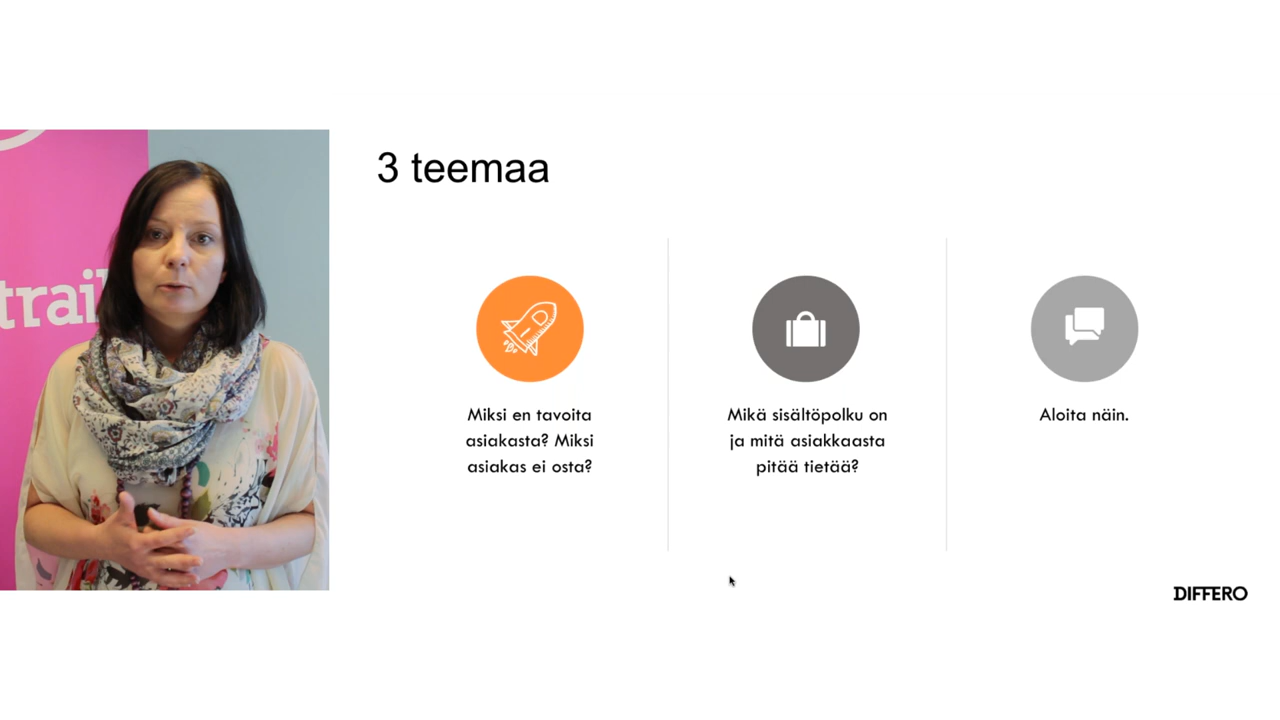 trail
3 teemaa
Miksi en tavoita
asiakasta? Miksi
asiakas ei osta?
Mikä sisältöpolku on
ja mitä asiakkaasta
pitää tietää?
Aloita näin.
DIFFERO